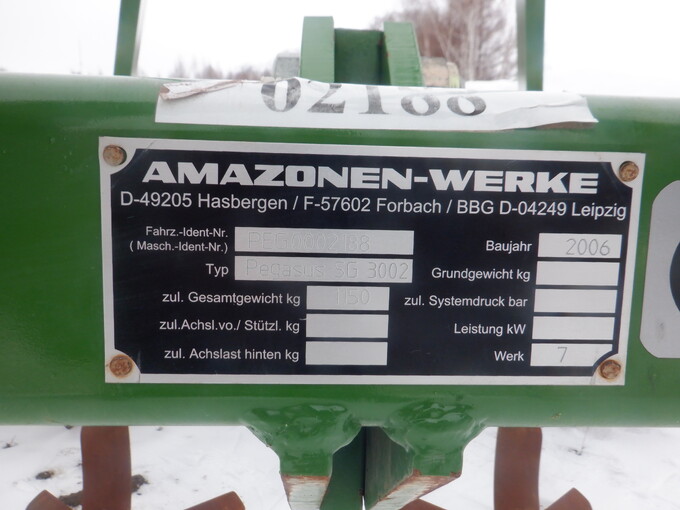 02188
AMAZONEN-WERKE
D-49205 Hasbergen / F-57602 Forbach / BBG D-04249 Leipzig
Fahrz.-Ident-Nr.
( Masch.-Ident-Nr.)
Baujahr 2006
Typ Pegasus SG 3002 Grundgewicht kg
zul. Gesamtgewicht kg 1150 zul. Systemdruck bar
zul.Achsl.vo./ Stützl. kg Leistung kW
zul. Achslast hinten kg Werk 7